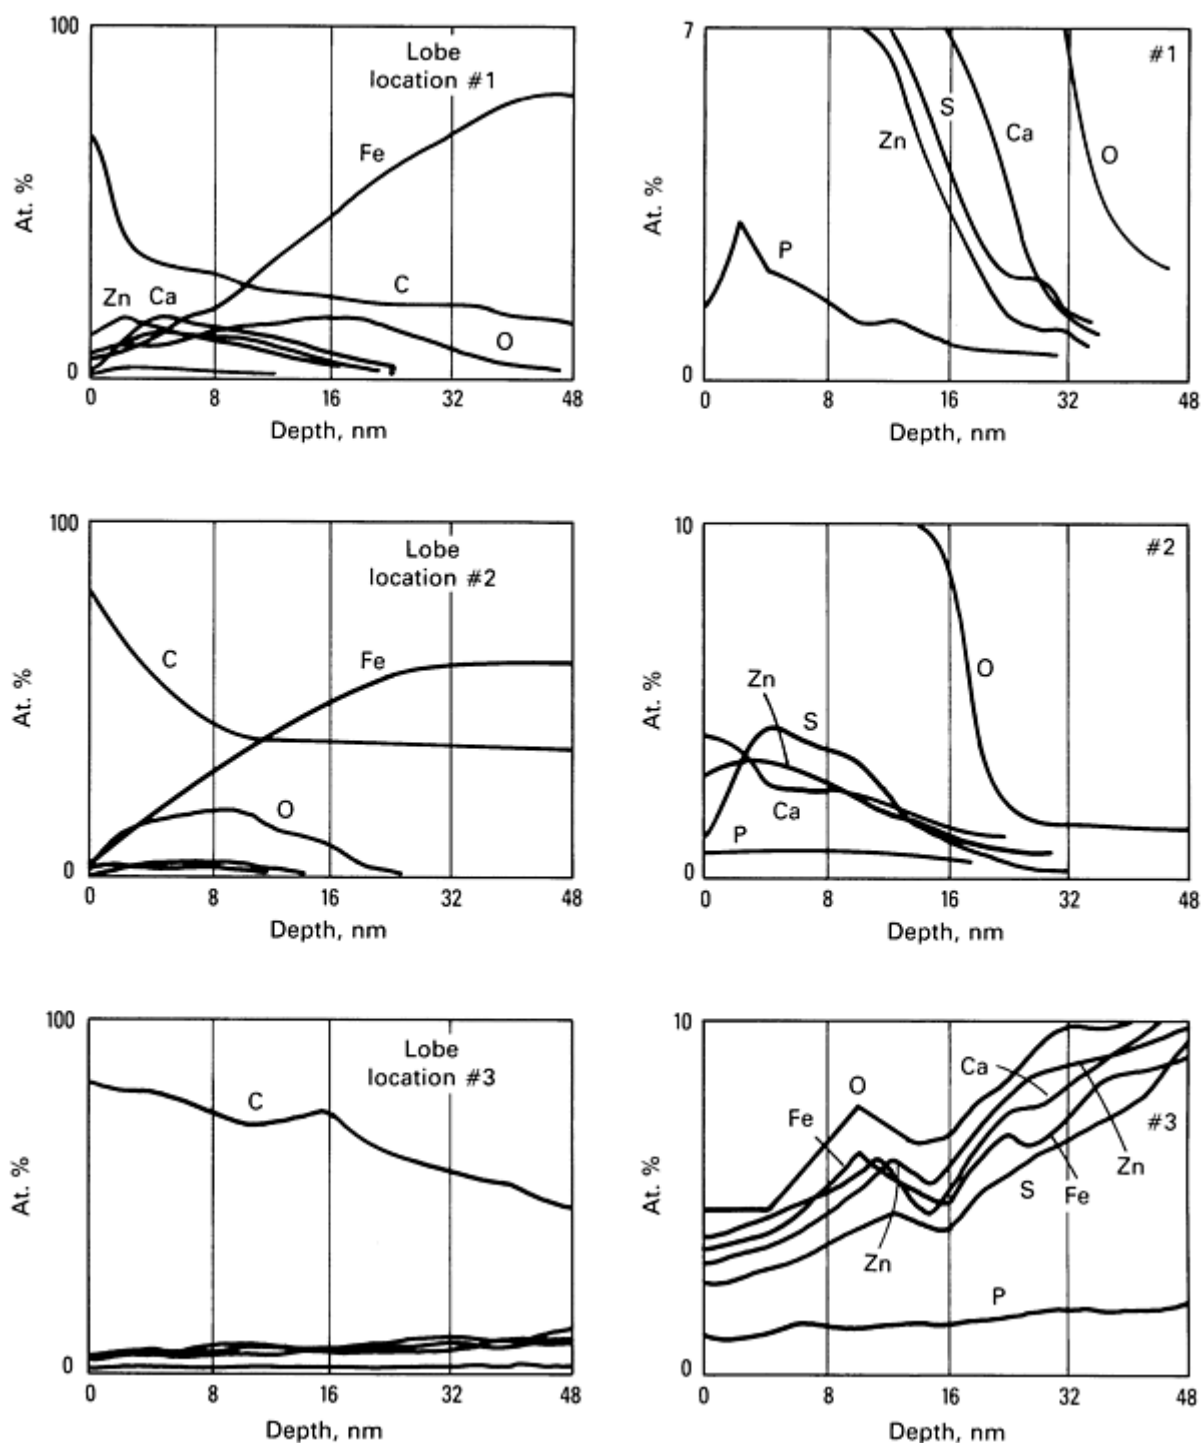 100
Lobe
location #1
Fe
C
Zn
Ca
O
0
0
8
16
32
48
At. %
Depth, nm
7
#1
S
Zn
Ca
O
P
0
0
8
16
32
48
At. %
Depth, nm
100
Lobe
location #2
C
Fe
O
0
0
8
16
32
48
At. %
Depth, nm
10
#2
Zn
S
O
Ca
P
0
0
8
16
32
48
At. %
Depth, nm
100
Lobe
location #3
C
0
0
8
16
32
48
At. %
Depth, nm
10
O
Ca
Fe
#3
Zn
S
Fe
Zn
P
0
0
8
16
32
48
At. %
Depth, nm